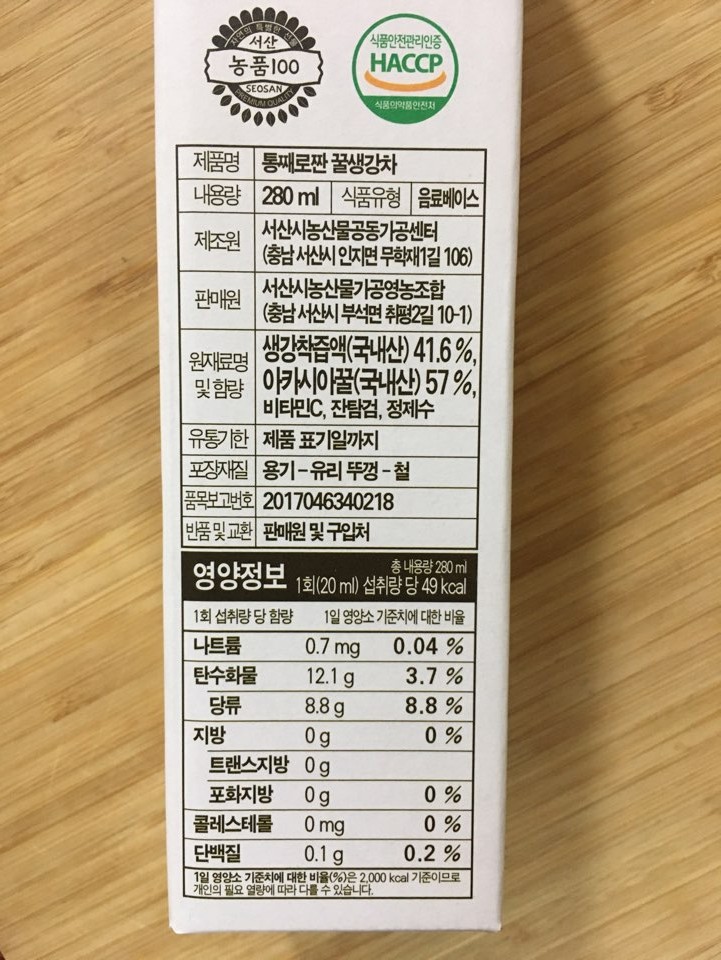 자연의 특별한 선물
서산
농품100
SEOSAN
PREMIUM QUALITY
식품안전관리인증
HACCP
식품의약품안전처
제품명 통째로짠 꿀생강차
내용량 280 ml 식품유형 음료베이스
제조원 서산시농산물공동가공센터
(충남 서산시 인지면 무학재1길 106)
판매원 서산시농산물가공영농조합
(충남 서산시 부석면 취평2길 10-1)
원재료명 및 함량 생강착즙액(국내산) 41.6%,
아카시아꿀(국내산) 57%,
비타민C, 잔탐검, 정제수
유통기한 제품 표기일까지
포장재질 용기-유리 뚜껑-철
품목보고번호 2017046340218
반품 및 교환 판매원 및 구입처
영양정보 총 내용량 280 ml
1회(20 ml) 섭취량 당 49 kcal
1회 섭취량 당 함량 1일 영양소 기준치에 대한 비율
나트륨 0.7 mg 0.04 %
탄수화물 12.1 g 3.7 %
당류 8.8 g 8.8 %
지방 0 g 0 %
트랜스지방 0 g
포화지방 0 g 0 %
콜레스테롤 0 mg 0 %
단백질 0.1 g 0.2 %
1일 영양소 기준치에 대한 비율(%)은 2,000 kcal 기준이므로
개인의 필요 열량에 따라 다를 수 있습니다.